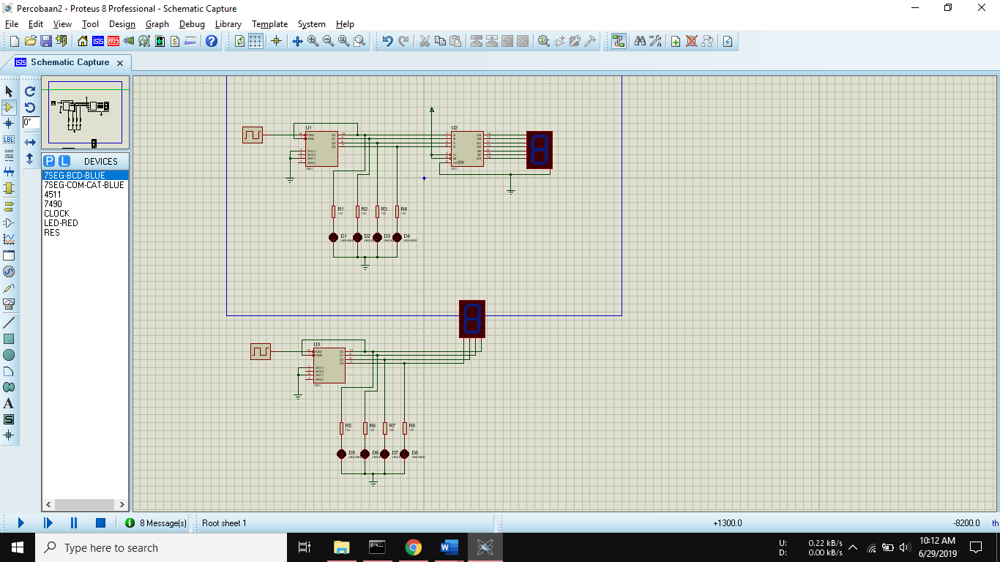 Percobaan2 - Proteus 8 Professional - Schematic Capture
File Edit View Tool Design Graph Debug Library Template System Help
Schematic Capture
0°
LBL
P L DEVICES
7SEG-BCD-BLUE
7SEG-COM-CAT-BLUE
4511
7490
CLOCK
LED-RED
RES
A
S
U1
U2
R1 R2 R3 R4
D1 D2 D3 D4
U3
R5 R6 R7 R8
D5 D6 D7 D8
8 Message(s) Root sheet 1 +1300.0 -8200.0 th
Type here to search
U: 0.22 kB/s
D: 0.00 kB/s
10:12 AM
6/29/2019